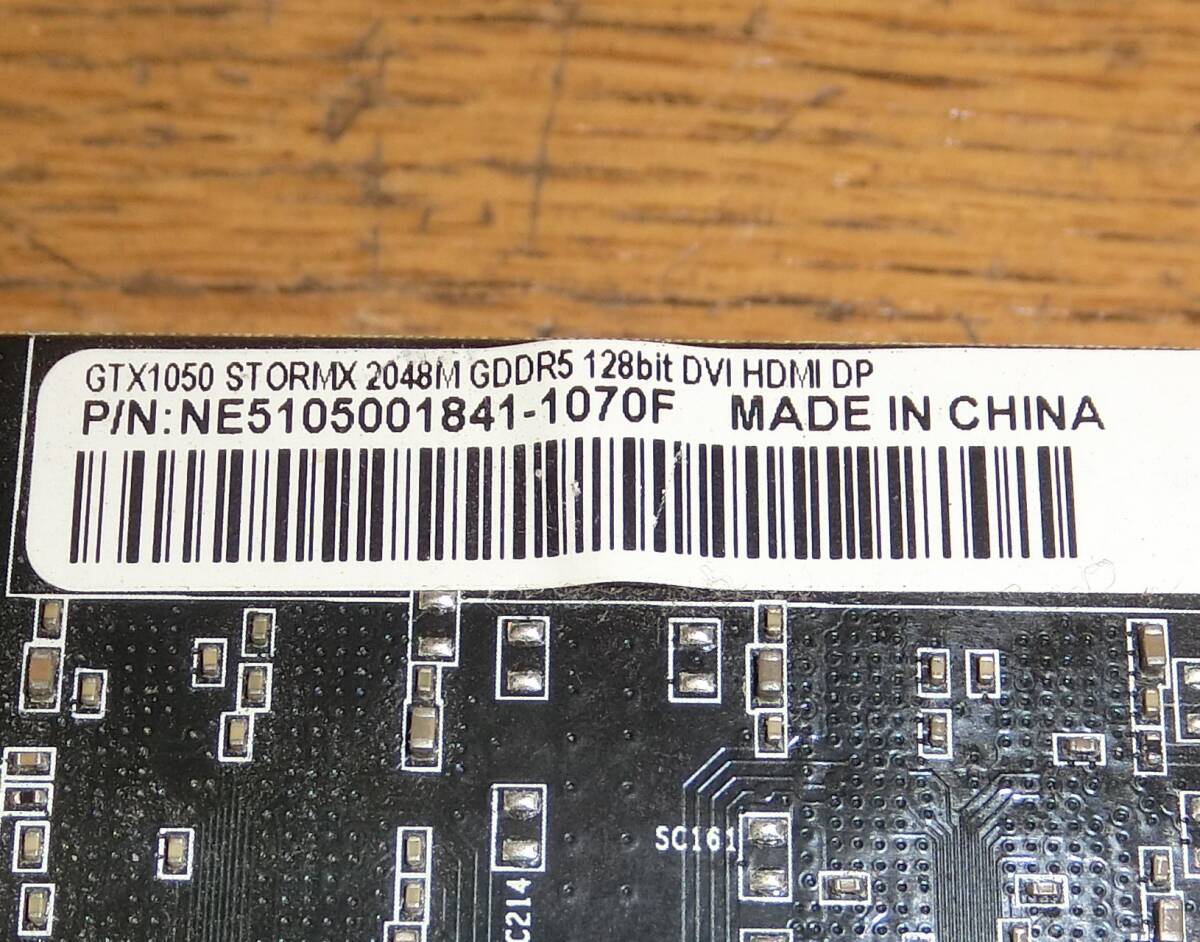 GTX1050 STORMX 2048M GDDR5 128bit DVI HDMI DP
P/N:NE5105001841-1070F MADE IN CHINA
SC161
C214